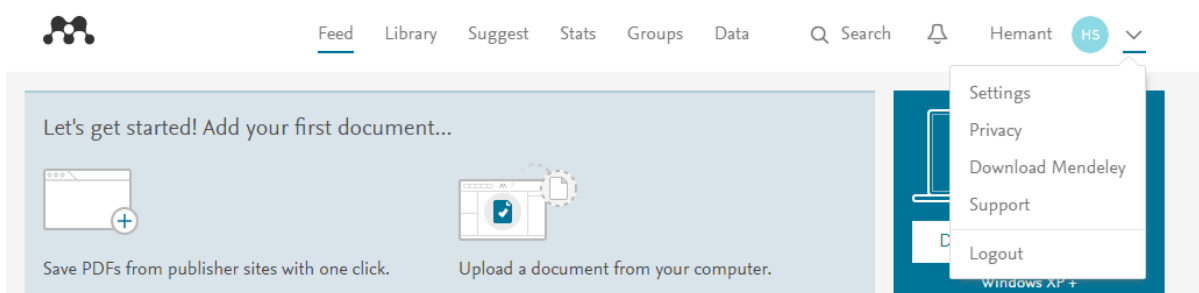 Feed Library Suggest Stats Groups Data Search Hemant HS
Settings
Privacy
Download Mendeley
Support
Logout
Let's get started! Add your first document...
Save PDFs from publisher sites with one click.
Upload a document from your computer.
D
Windows XP +